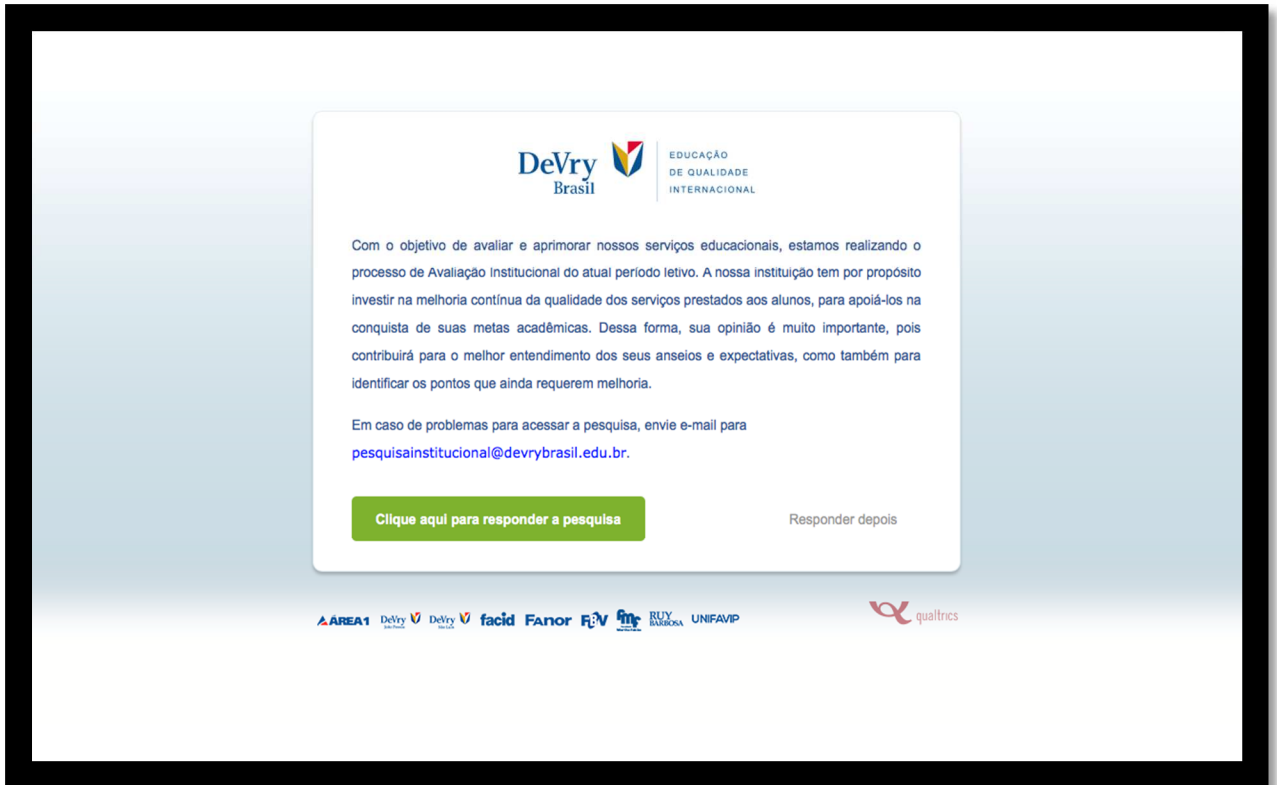 DeVry
Brasil
EDUCAÇÃO
DE QUALIDADE
INTERNACIONAL
Com o objetivo de avaliar e aprimorar nossos serviços educacionais, estamos realizando o
processo de Avaliação Institucional do atual período letivo. A nossa instituição tem por propósito
investir na melhoria contínua da qualidade dos serviços prestados aos alunos, para apoiá-los na
conquista de suas metas acadêmicas. Dessa forma, sua opinião é muito importante, pois
contribuirá para o melhor entendimento dos seus anseios e expectativas, como também para
identificar os pontos que ainda requerem melhoria.
Em caso de problemas para acessar a pesquisa, envie e-mail para
pesquisainstitucional@devrybrasil.edu.br.
Clique aqui para responder a pesquisa
Responder depois
ÁREA1 DeVry DeVry facid Fanor FBV fmf RUY BARBOSA UNIFAVIP
qualtrics